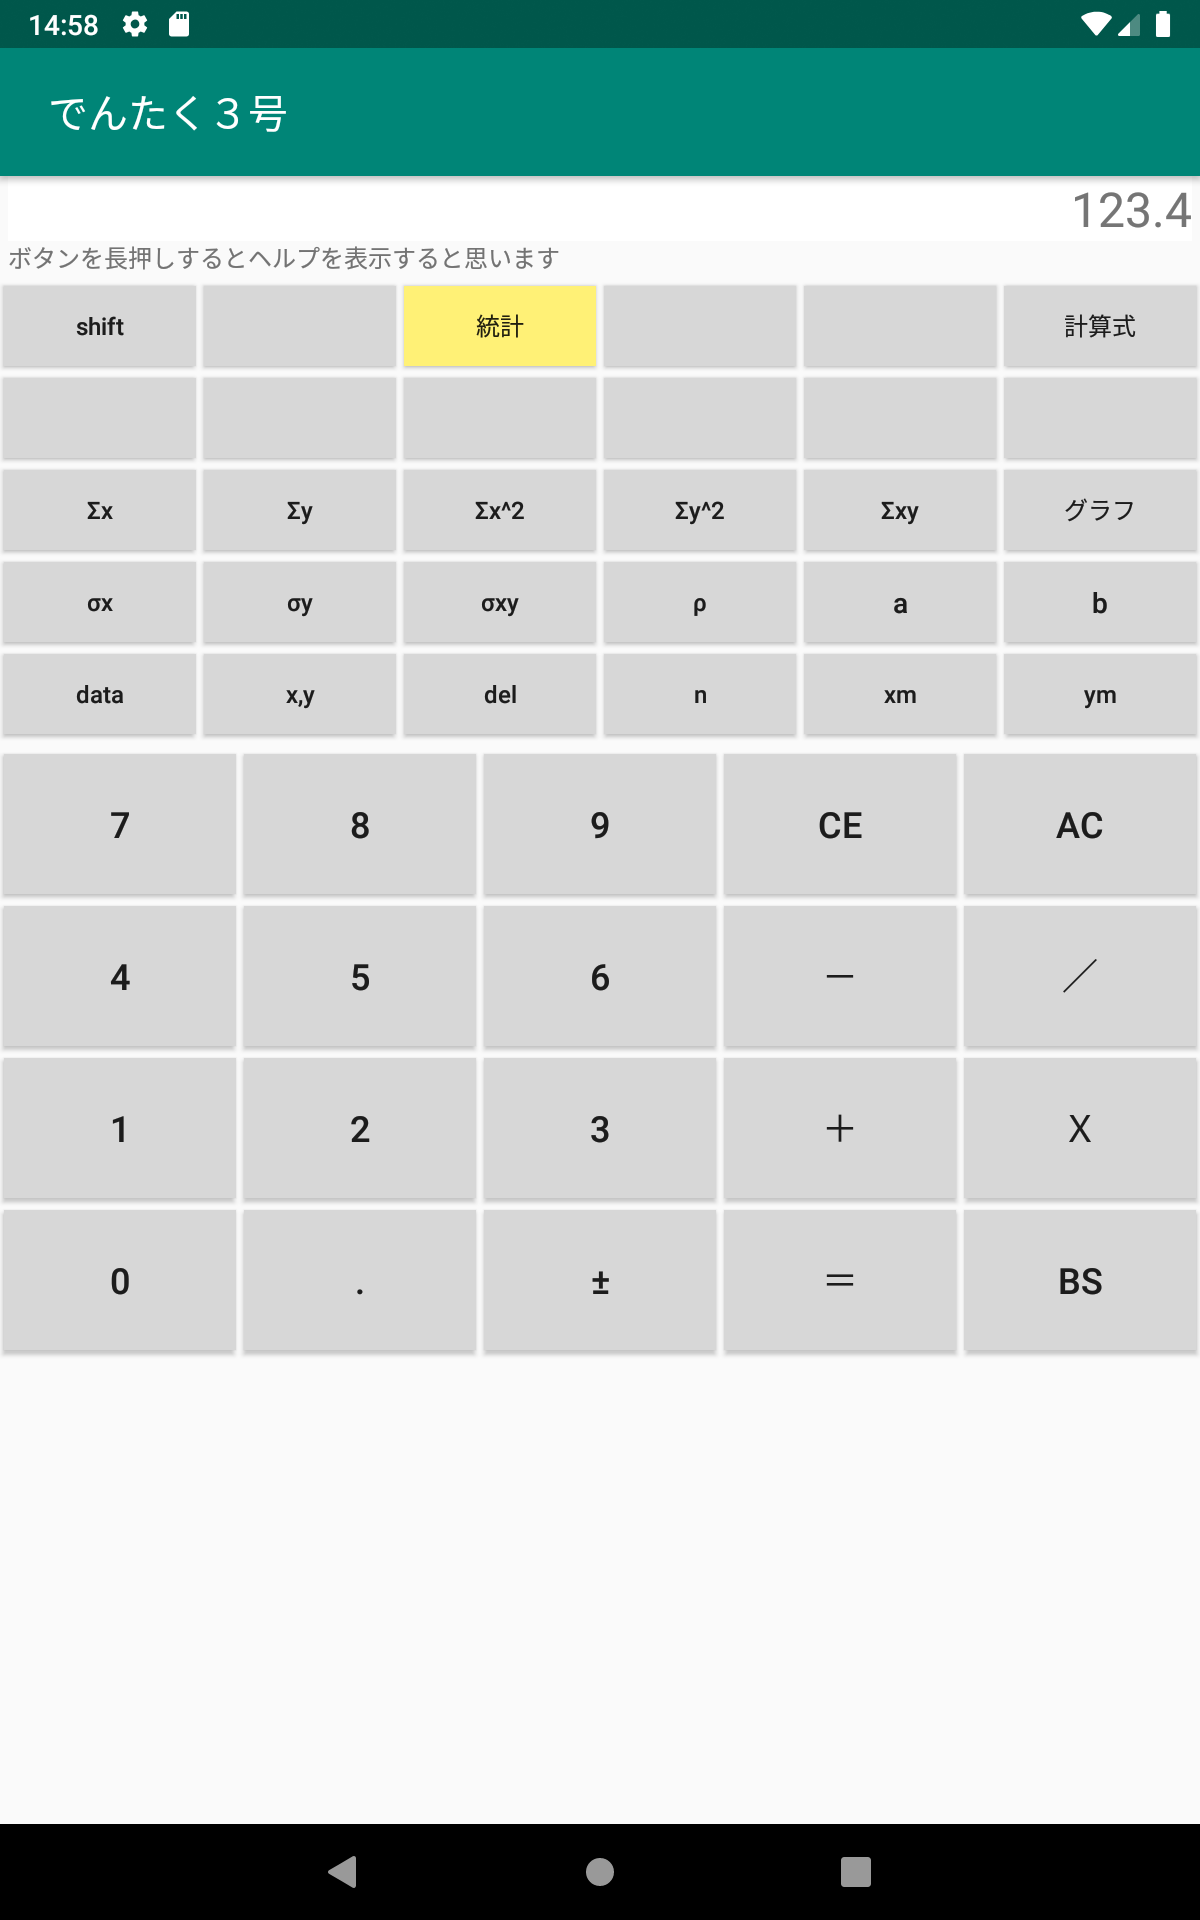 14:58
でんたく３号
123.4
ボタンを長押しするとヘルプを表示すると思います
shift 統計 計算式
Σx Σy Σx^2 Σy^2 Σxy グラフ
σx σy σxy ρ a b
data x,y del n xm ym
7 8 9 CE AC
4 5 6 － ／
1 2 3 ＋ X
0 . ± ＝ BS